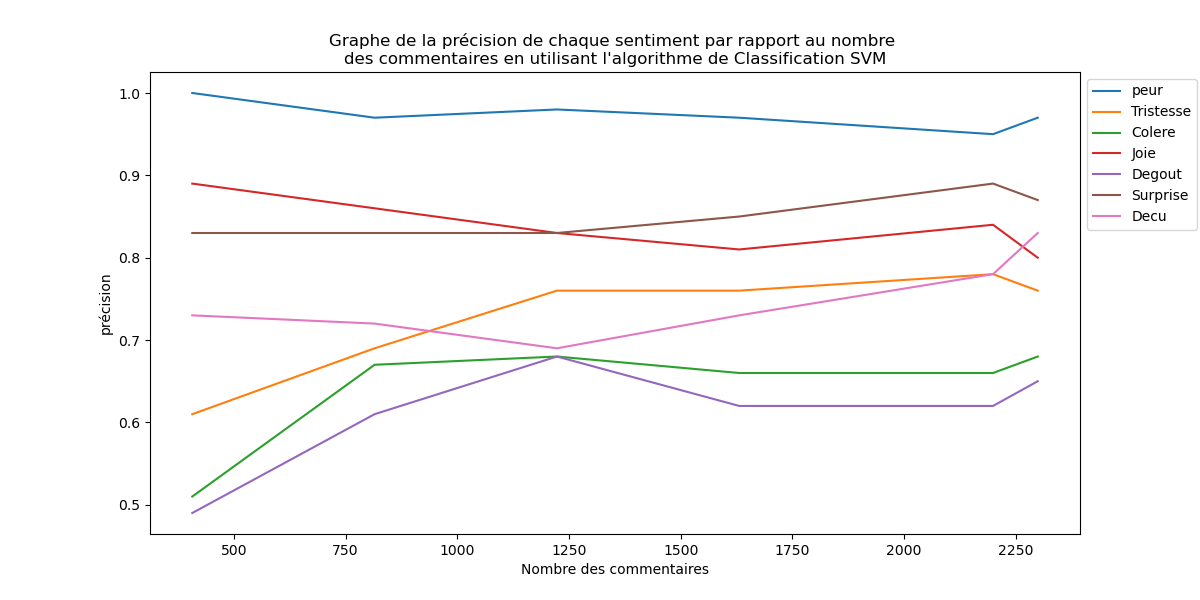 Graphe de la précision de chaque sentiment par rapport au nombre
des commentaires en utilisant l'algorithme de Classification SVM
peur
Tristesse
Colere
Joie
Degout
Surprise
Decu
précision
1.0
0.9
0.8
0.7
0.6
0.5
500 750 1000 1250 1500 1750 2000 2250
Nombre des commentaires